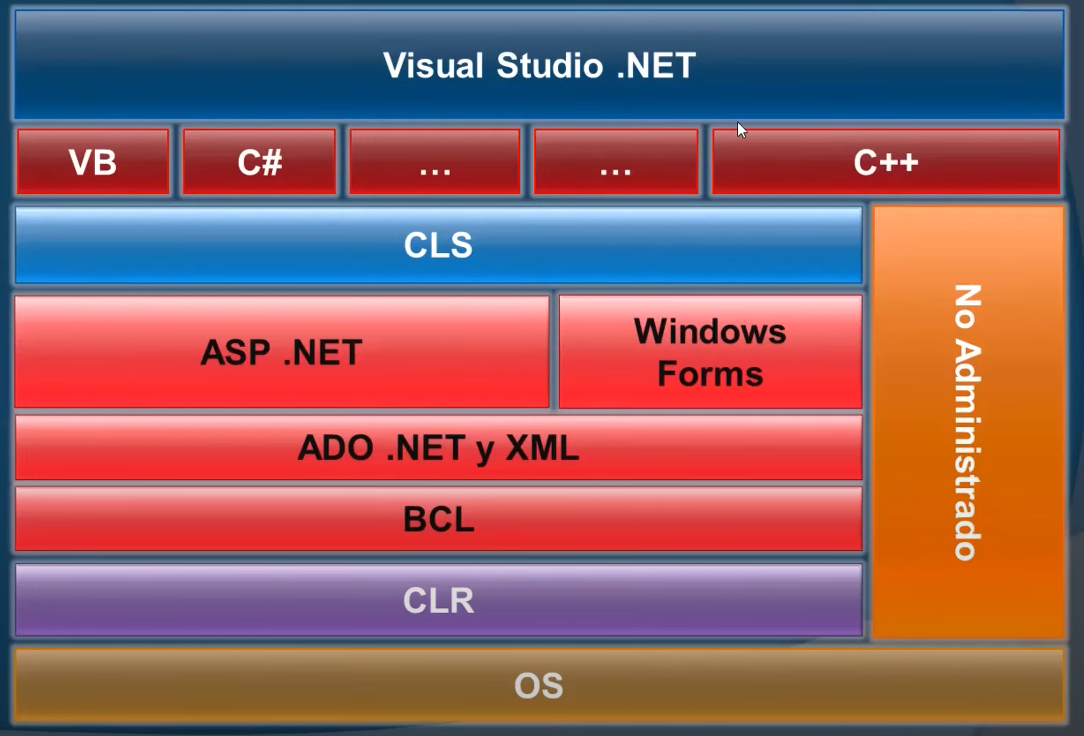 Visual Studio .NET
VB
C#
...
...
C++
CLS
ASP .NET
Windows
Forms
ADO .NET y XML
BCL
CLR
No Administrado
OS